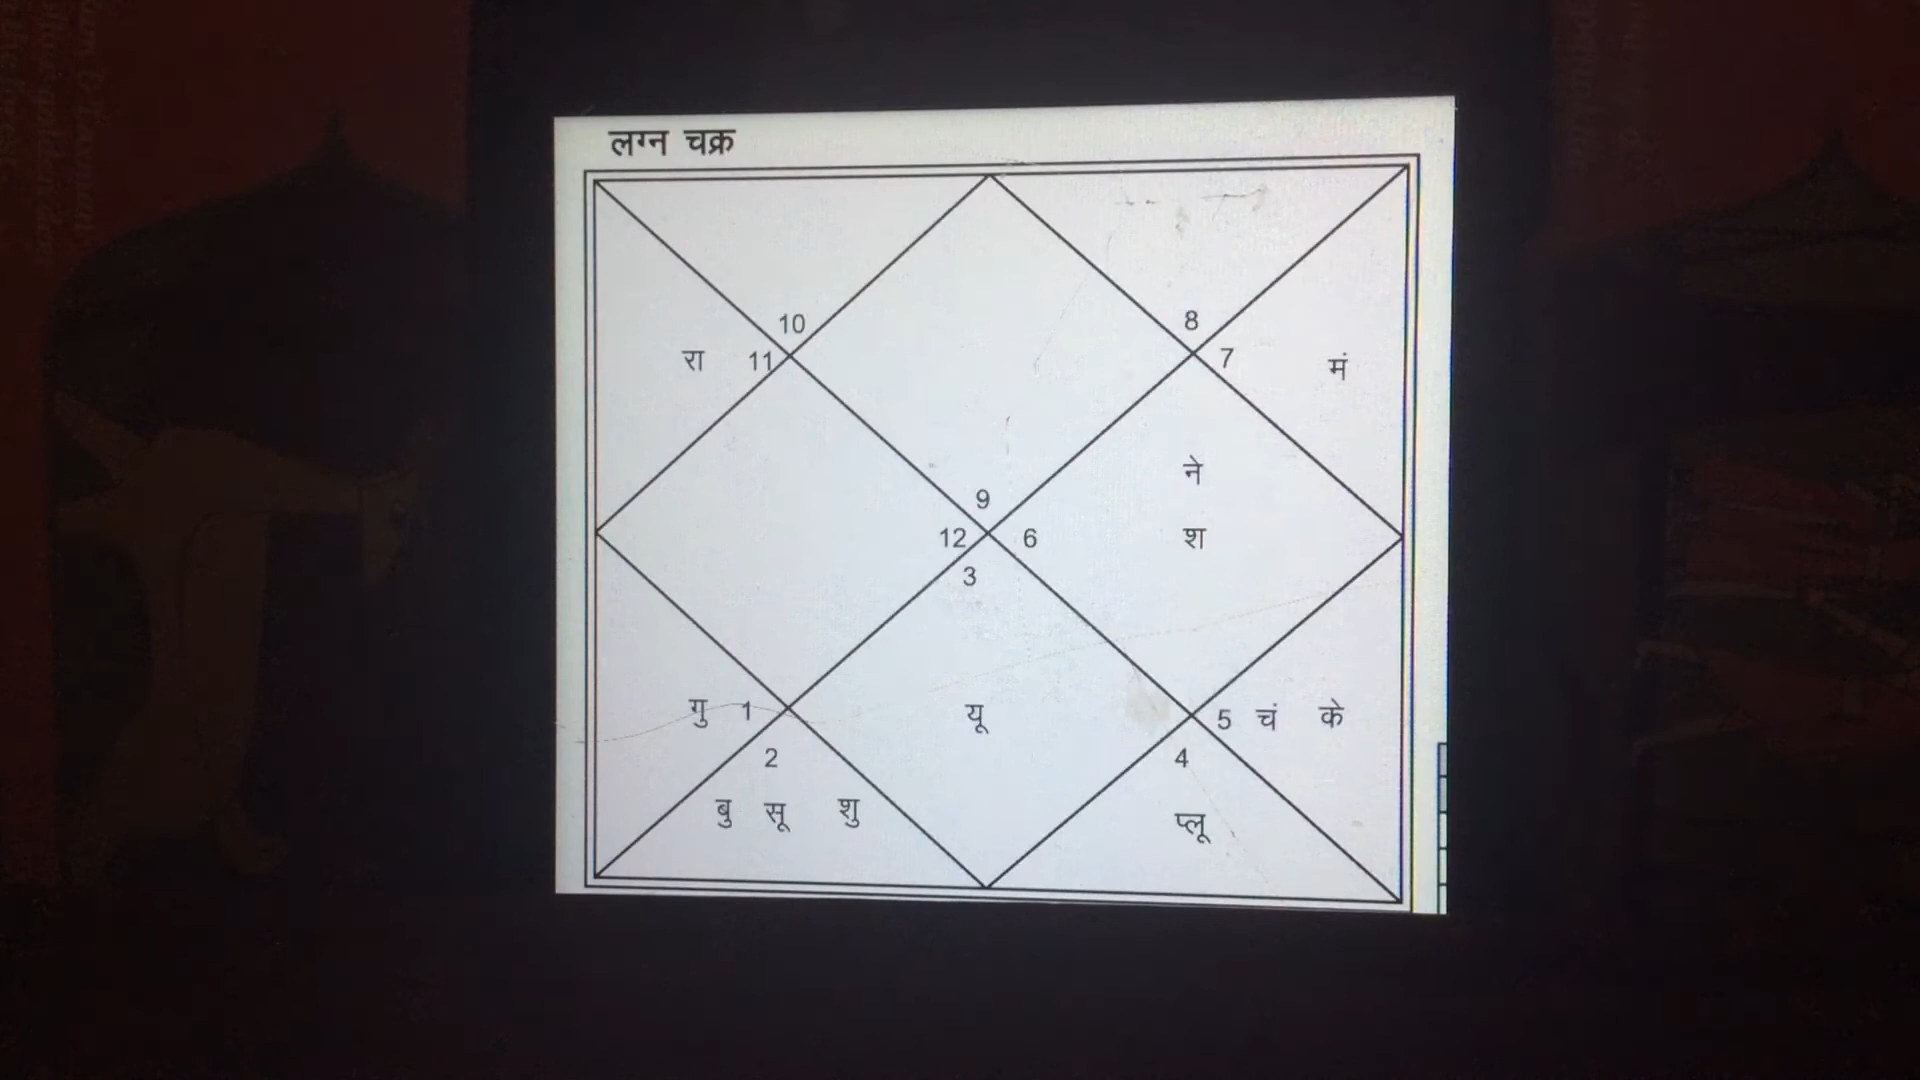 लग्न चक्र
10
8
रा 11
7 मं
ने
9
12
6
श
3
गु 1
यू
5 चं के
2
4
बु सू शु
प्लू